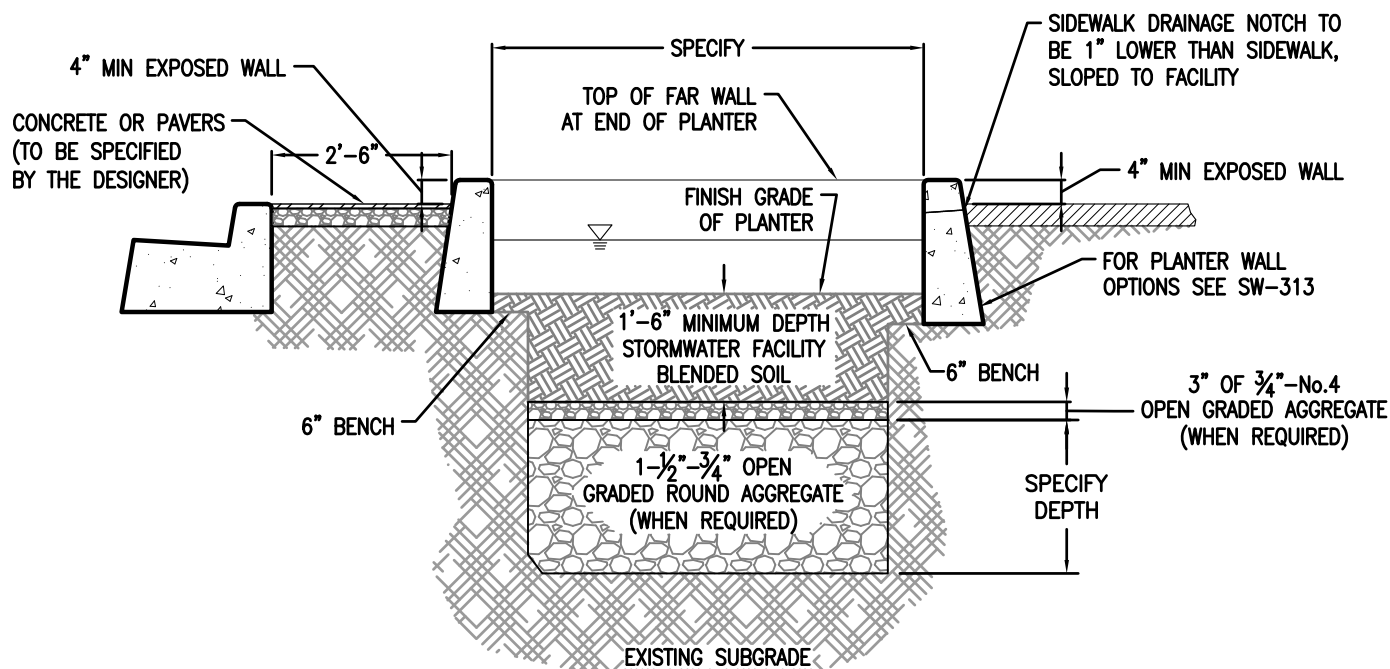 SPECIFY
SIDEWALK DRAINAGE NOTCH TO
BE 1" LOWER THAN SIDEWALK,
SLOPED TO FACILITY
4" MIN EXPOSED WALL
TOP OF FAR WALL
AT END OF PLANTER
CONCRETE OR PAVERS
(TO BE SPECIFIED
BY THE DESIGNER)
2'-6"
4" MIN EXPOSED WALL
FINISH GRADE
OF PLANTER
FOR PLANTER WALL
OPTIONS SEE SW-313
1'-6" MINIMUM DEPTH
STORMWATER FACILITY
BLENDED SOIL
6" BENCH
6" BENCH
3" OF 3/4"-No.4
OPEN GRADED AGGREGATE
(WHEN REQUIRED)
1-1/2"-3/4" OPEN
GRADED ROUND AGGREGATE
(WHEN REQUIRED)
SPECIFY
DEPTH
EXISTING SUBGRADE